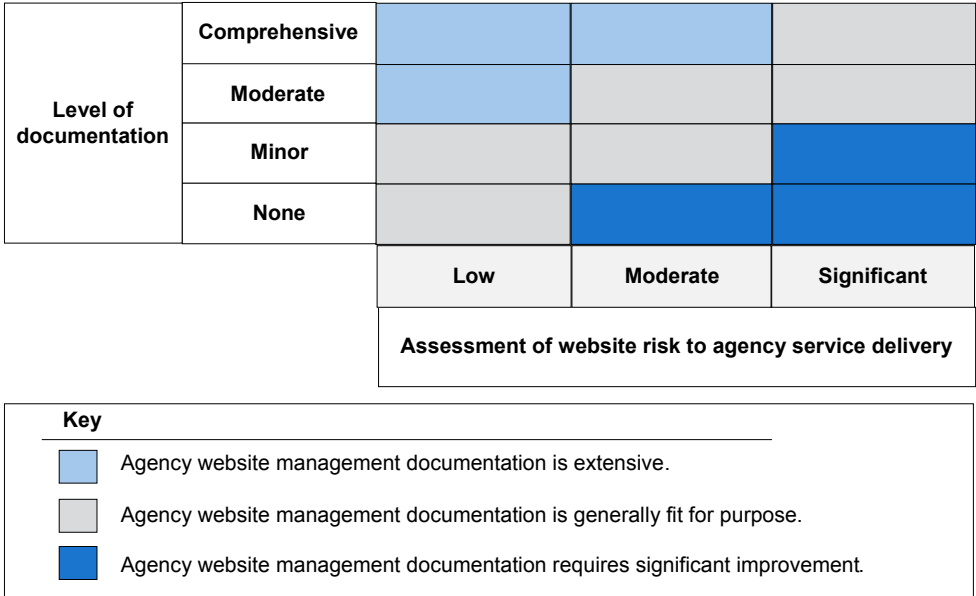 Comprehensive
Moderate
Level of
documentation
Minor
None
Low Moderate Significant
Assessment of website risk to agency service delivery
Key
Agency website management documentation is extensive.
Agency website management documentation is generally fit for purpose.
Agency website management documentation requires significant improvement.